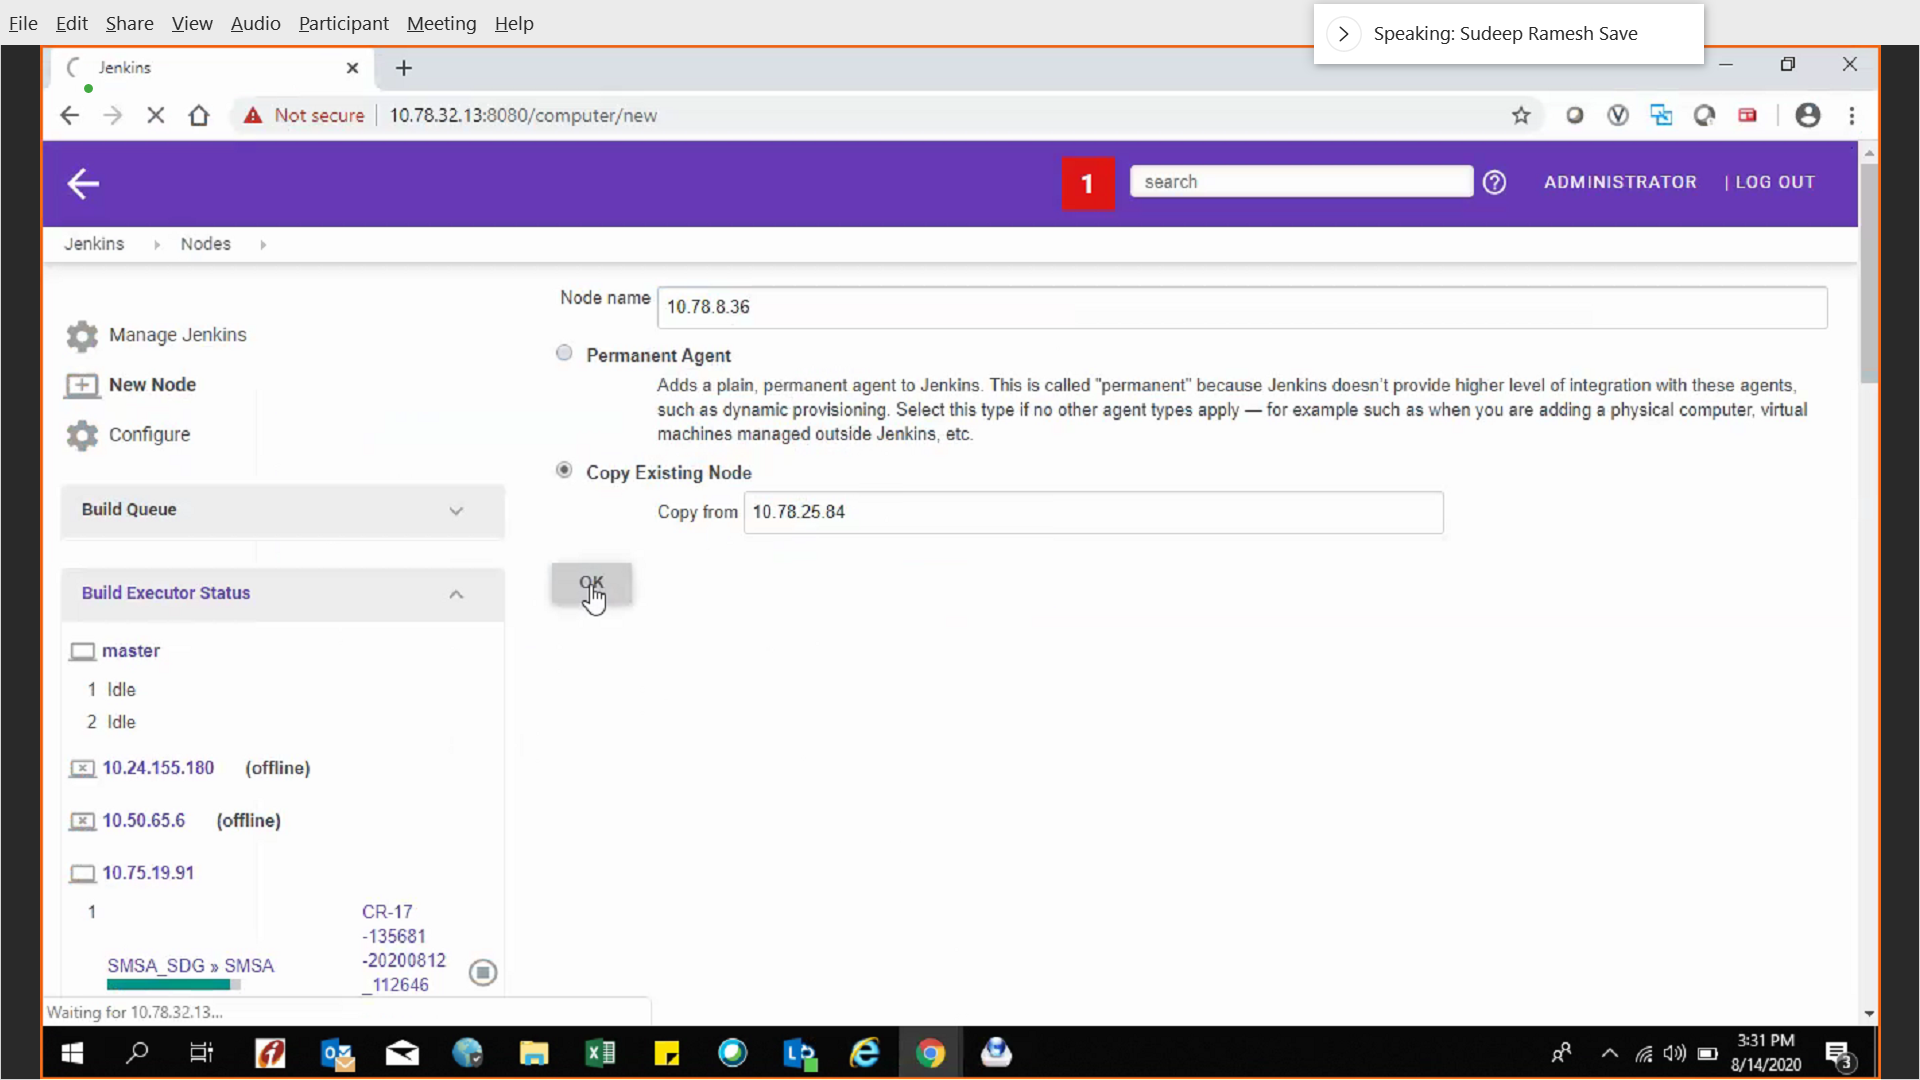 File Edit Share View Audio Participant Meeting Help
Speaking: Sudeep Ramesh Save
Jenkins
Not secure 10.78.32.13:8080/computer/new
1 search ADMINISTRATOR | LOG OUT
Jenkins Nodes
Node name 10.78.8.36
Manage Jenkins
New Node
Configure
Permanent Agent
Adds a plain, permanent agent to Jenkins. This is called "permanent" because Jenkins doesn't provide higher level of integration with these agents,
such as dynamic provisioning. Select this type if no other agent types apply — for example such as when you are adding a physical computer, virtual
machines managed outside Jenkins, etc.
Copy Existing Node
Copy from 10.78.25.84
OK
Build Queue
Build Executor Status
master
1 Idle
2 Idle
10.24.155.180 (offline)
10.50.65.6 (offline)
10.75.19.91
1
SMSA_SDG » SMSA
CR-17
-135681
-20200812
_112646
Waiting for 10.78.32.13...
3:31 PM
8/14/2020
3